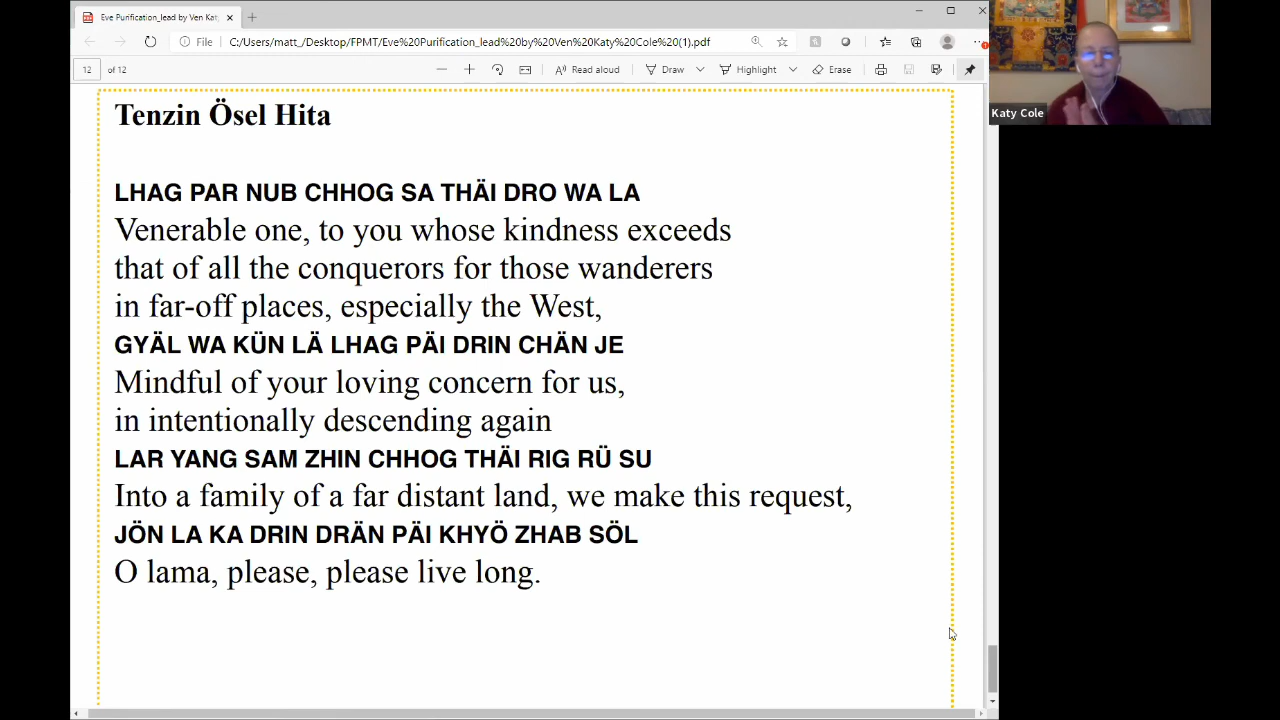 Eve Purification_lead by Ven Kat
File
C:/Users/matt_/Desktop/FPMT/Eve%20Purification_lead%20by%20Ven%20Katy%20Cole%20(1).pdf
12 of 12
Read aloud
Draw
Highlight
Erase
Katy Cole
Tenzin Ösel Hita
LHAG PAR NUB CHHOG SA THÄI DRO WA LA
Venerable one, to you whose kindness exceeds
that of all the conquerors for those wanderers
in far-off places, especially the West,
GYÄL WA KÜN LÄ LHAG PÄI DRIN CHÄN JE
Mindful of your loving concern for us,
in intentionally descending again
LAR YANG SAM ZHIN CHHOG THÄI RIG RÜ SU
Into a family of a far distant land, we make this request,
JÖN LA KA DRIN DRÄN PÄI KHYÖ ZHAB SÖL
O lama, please, please live long.